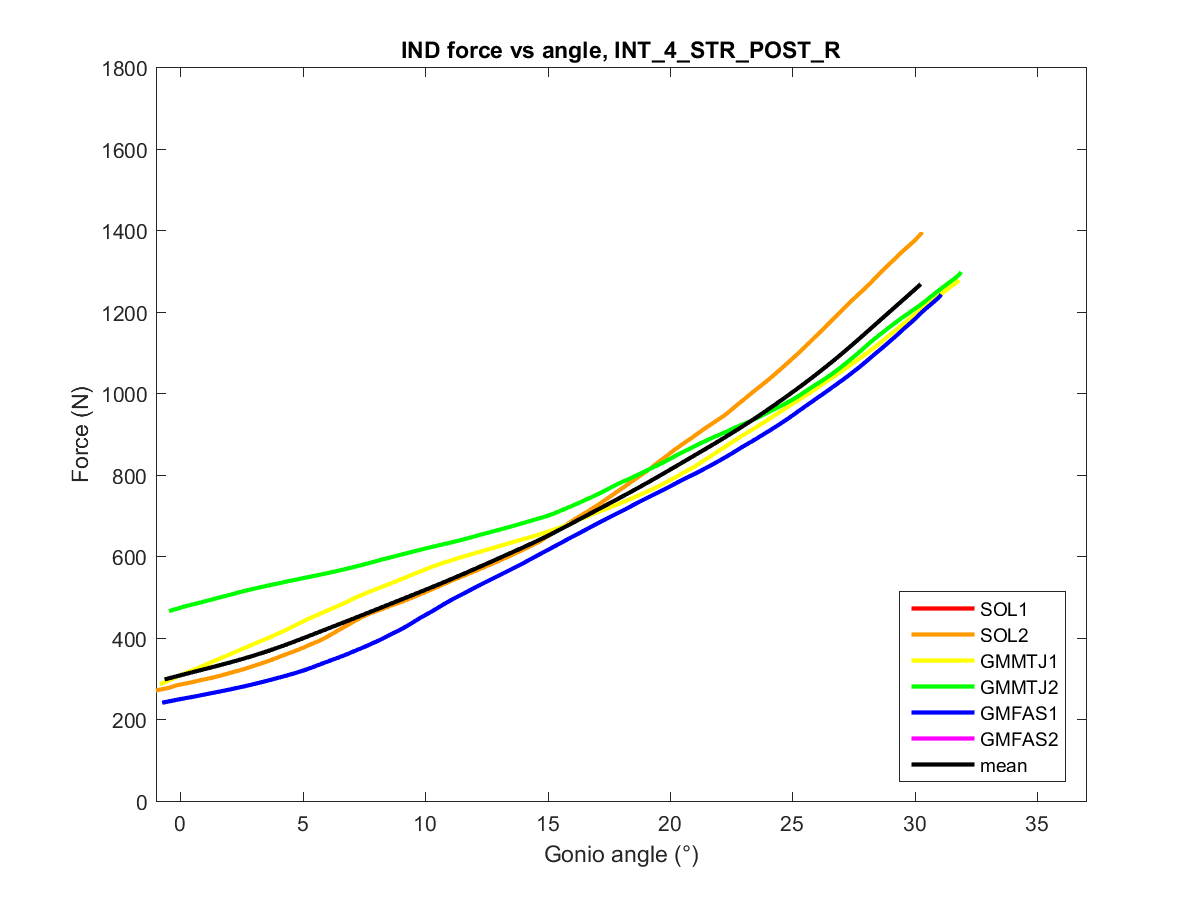 IND force vs angle, INT_4_STR_POST_R
1800
1600
1400
1200
1000
800
600
400
200
0
Force (N)
SOL1
SOL2
GMMTJ1
GMMTJ2
GMFAS1
GMFAS2
mean
0 5 10 15 20 25 30 35
Gonio angle (°)